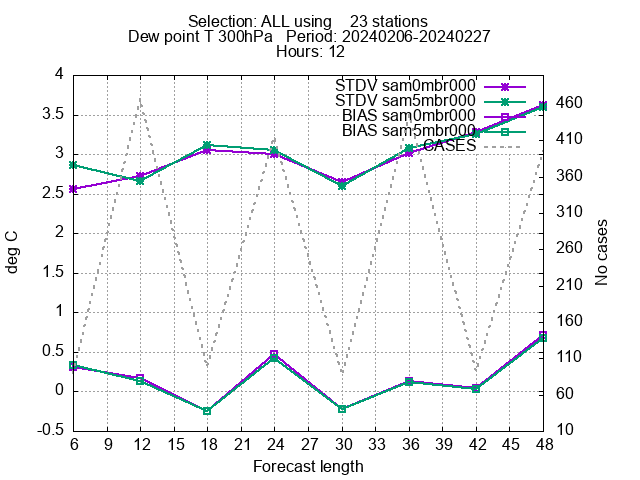 Selection: ALL using 23 stations
Dew point T 300hPa Period: 20240206-20240227
Hours: 12
STDV sam0mbr000
STDV sam5mbr000
BIAS sam0mbr000
BIAS sam5mbr000
CASES
4
3.5
3
2.5
2
1.5
1
0.5
0
-0.5
deg C
460
410
360
310
260
210
160
110
60
10
No cases
6 9 12 15 18 21 24 27 30 33 36 39 42 45 48
Forecast length